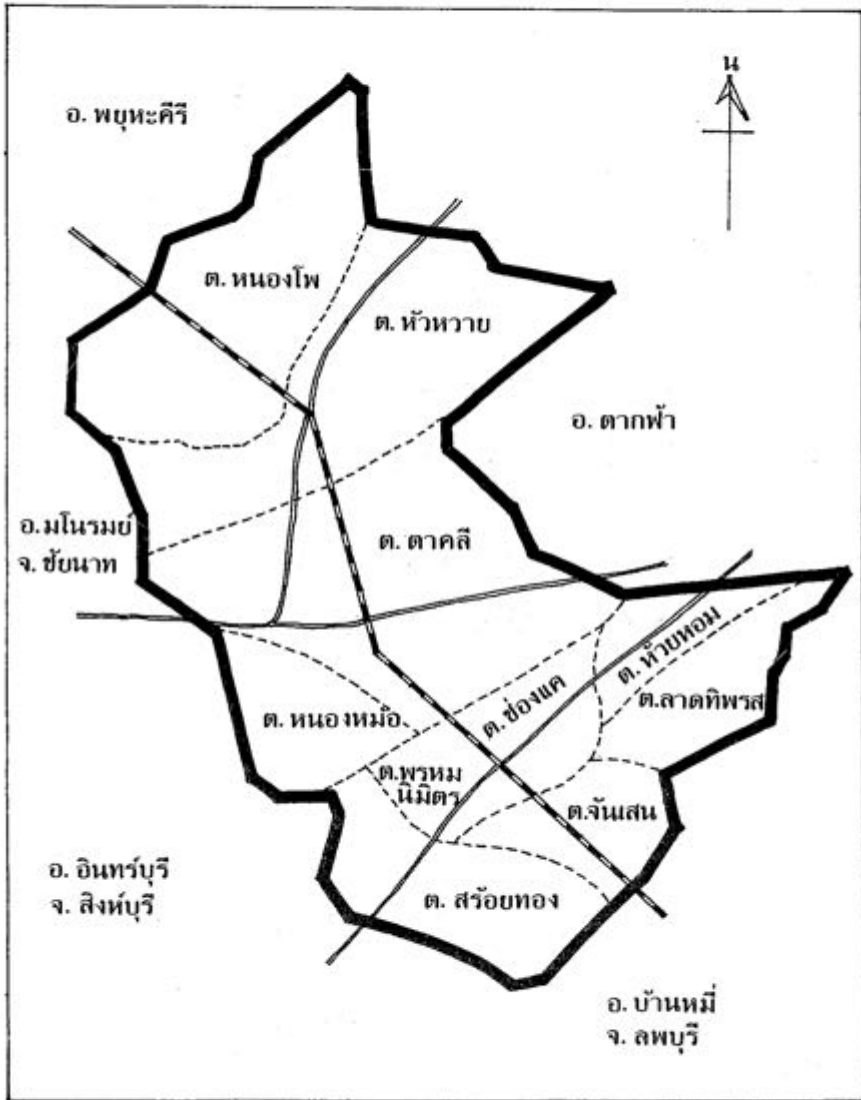 น
อ. พยุหะคีรี
ต. หนองโพ
ต. หัวหวาย
อ. ตากฟ้า
อ. มโนรมย์
จ. ชัยนาท
ต. ตาคลี
ต. ห้วยหอม
ต.ลาดทิพรส
ต. ช่องแค
ต. หนองหม้อ
ต.พรหม
นิมิตร
ต.จันเสน
อ. อินทร์บุรี
จ. สิงห์บุรี
ต. สร้อยทอง
อ. บ้านหมี่
จ. ลพบุรี